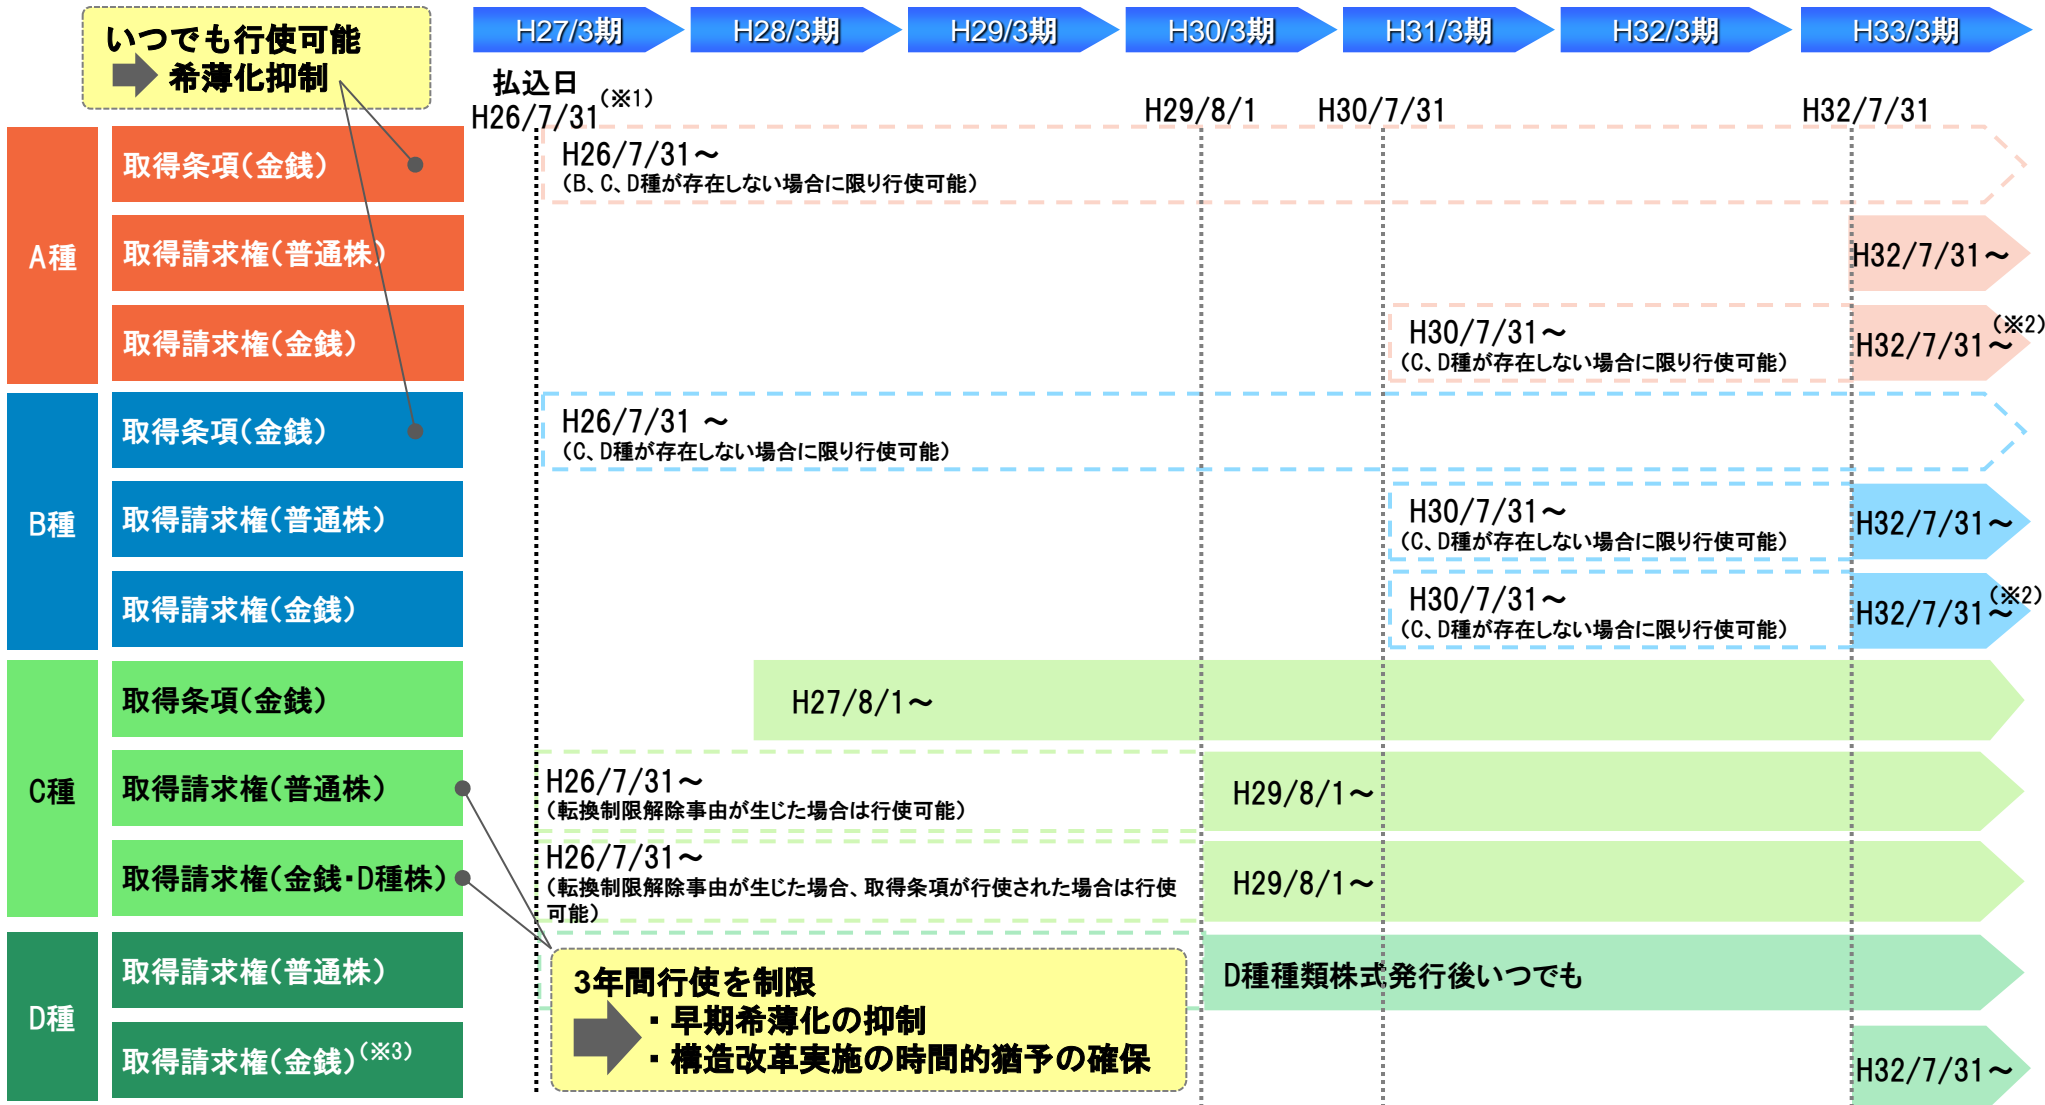 いつでも行使可能
希薄化抑制
H27/3期
H28/3期
H29/3期
H30/3期
H31/3期
H32/3期
H33/3期
払込日
H26/7/31(※1)
H29/8/1
H30/7/31
H32/7/31
A種
取得条項(金銭)
H26/7/31～
(B、C、D種が存在しない場合に限り行使可能)
取得請求権(普通株)
H32/7/31～
取得請求権(金銭)
H30/7/31～
(C、D種が存在しない場合に限り行使可能)
H32/7/31～(※2)
B種
取得条項(金銭)
H26/7/31 ～
(C、D種が存在しない場合に限り行使可能)
取得請求権(普通株)
H30/7/31～
(C、D種が存在しない場合に限り行使可能)
H32/7/31～
取得請求権(金銭)
H30/7/31～
(C、D種が存在しない場合に限り行使可能)
H32/7/31～(※2)
C種
取得条項(金銭)
H27/8/1～
取得請求権(普通株)
H26/7/31～
(転換制限解除事由が生じた場合は行使可能)
H29/8/1～
取得請求権(金銭・D種株)
H26/7/31～
(転換制限解除事由が生じた場合、取得条項が行使された場合は行使
可能)
H29/8/1～
D種
取得請求権(普通株)
D種種類株式発行後いつでも
取得請求権(金銭)(※3)
H32/7/31～
3年間行使を制限
・早期希薄化の抑制
・構造改革実施の時間的猶予の確保